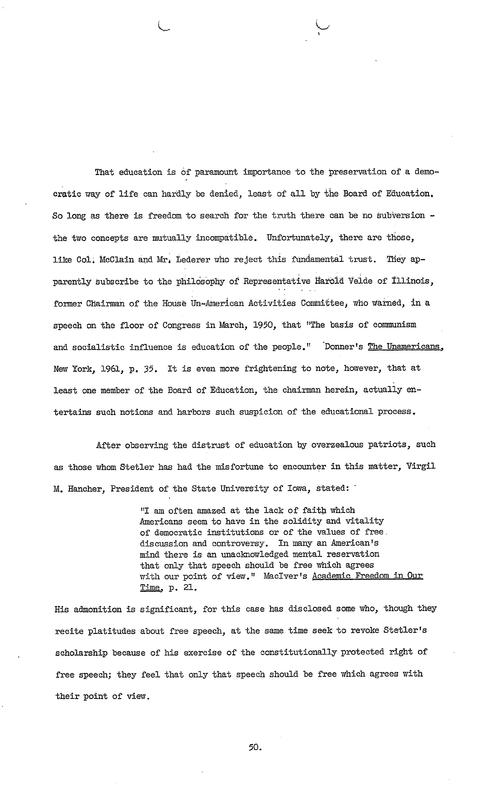 That education is of paramount importance to the preservation of a demo-
cratic way of life can hardly be denied, least of all by the Board of Education.
So long as there is freedom to search for the truth there can be no subversion -
the two concepts are mutually incompatible. Unfortunately, there are those,
like Col. McClain and Mr. Lederer who reject this fundamental trust. They ap-
parently subscribe to the philosophy of Representative Harold Velde of Illinois,
former Chairman of the House Un-American Activities Committee, who warned, in a
speech on the floor of Congress in March, 1950, that "The basis of communism
and socialistic influence is education of the people." Donner's The Unamericans,
New York, 1961, p. 35. It is even more frightening to note, however, that at
least one member of the Board of Education, the chairman herein, actually en-
tertains such notions and harbors such suspicion of the educational process.
After observing the distrust of education by overzealous patriots, such
as those whom Stetler has had the misfortune to encounter in this matter, Virgil
M. Hancher, President of the State University of Iowa, stated:
"I am often amazed at the lack of faith which
Americans seem to have in the solidity and vitality
of democratic institutions or of the values of free
discussion and controversy. In many an American's
mind there is an unacknowledged mental reservation
that only that speech should be free which agrees
with our point of view." MacIver's Academic Freedom in Our
Time, p. 21.
His admonition is significant, for this case has disclosed some who, though they
recite platitudes about free speech, at the same time seek to revoke Stetler's
scholarship because of his exercise of the constitutionally protected right of
free speech; they feel that only that speech should be free which agrees with
their point of view.
50.